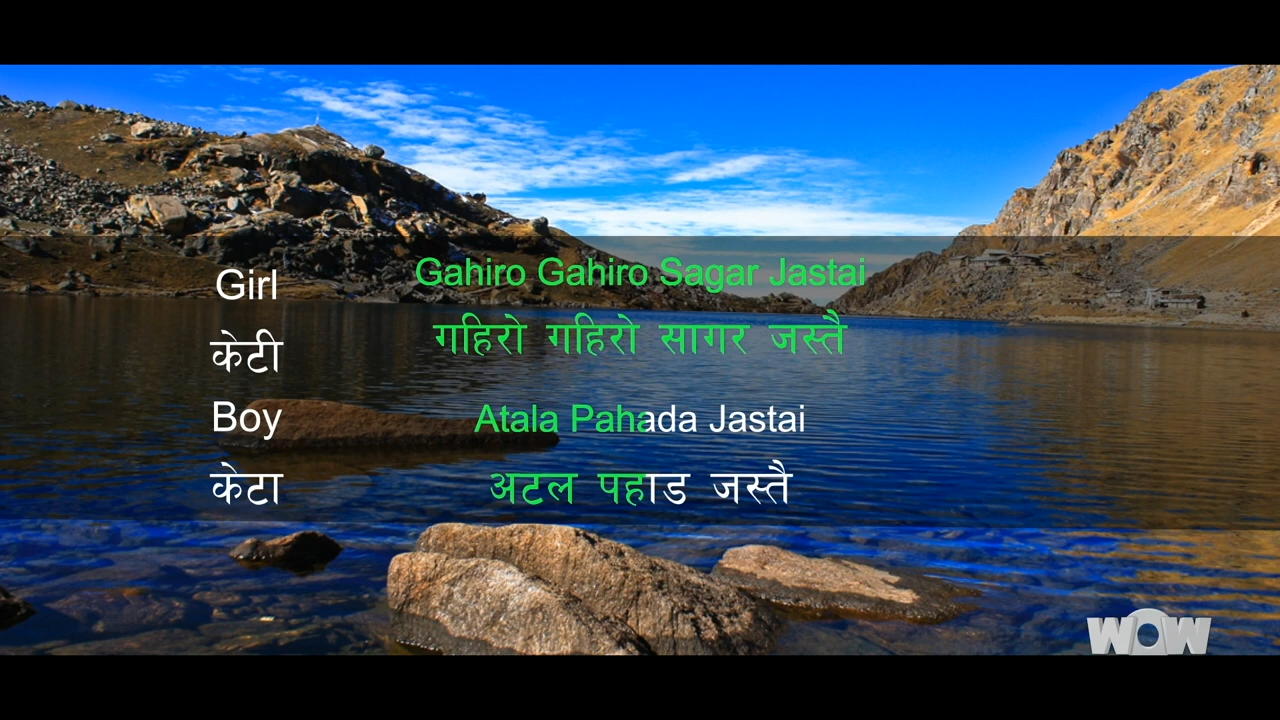 Girl
Gahiro Gahiro Sagar Jastai
केटी
गहिरो गहिरो सागर जस्तै
Boy
Atala Pahada Jastai
केटा
अटल पहाड जस्तै
WOW